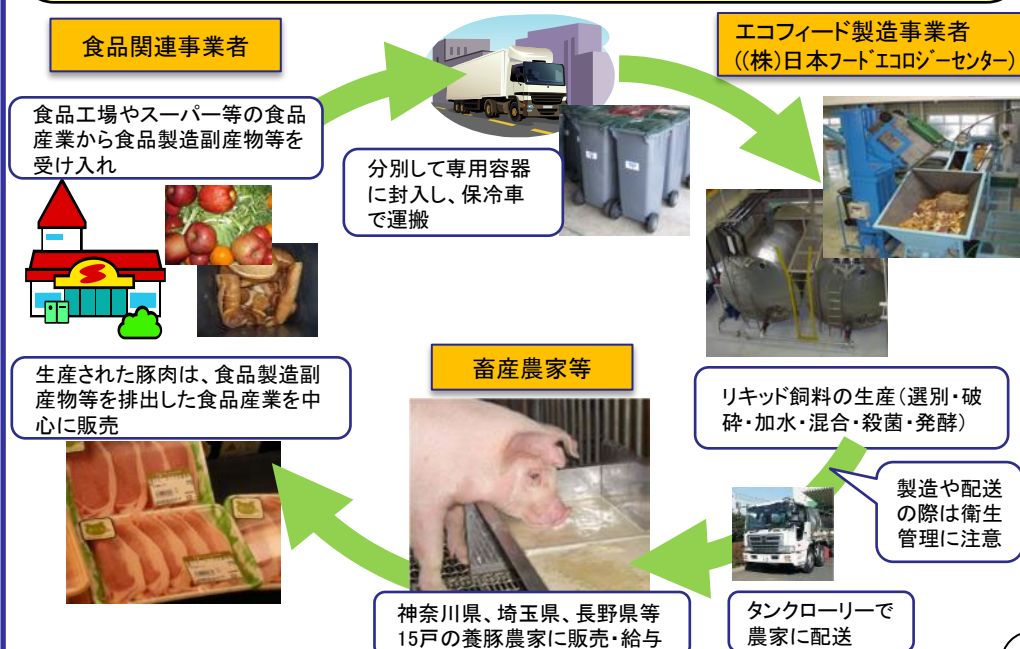 食品関連事業者
エコフィード製造事業者
((株)日本フードエコロジーセンター)
食品工場やスーパー等の食品
産業から食品製造副産物等を
受け入れ
分別して専用容器
に封入し、保冷車
で運搬
リキッド飼料の生産(選別・破
砕・加水・混合・殺菌・発酵)
製造や配送
の際は衛生
管理に注意
タンクローリーで
農家に配送
畜産農家等
神奈川県、埼玉県、長野県等
15戸の養豚農家に販売・給与
生産された豚肉は、食品製造副
産物等を排出した食品産業を中
心に販売